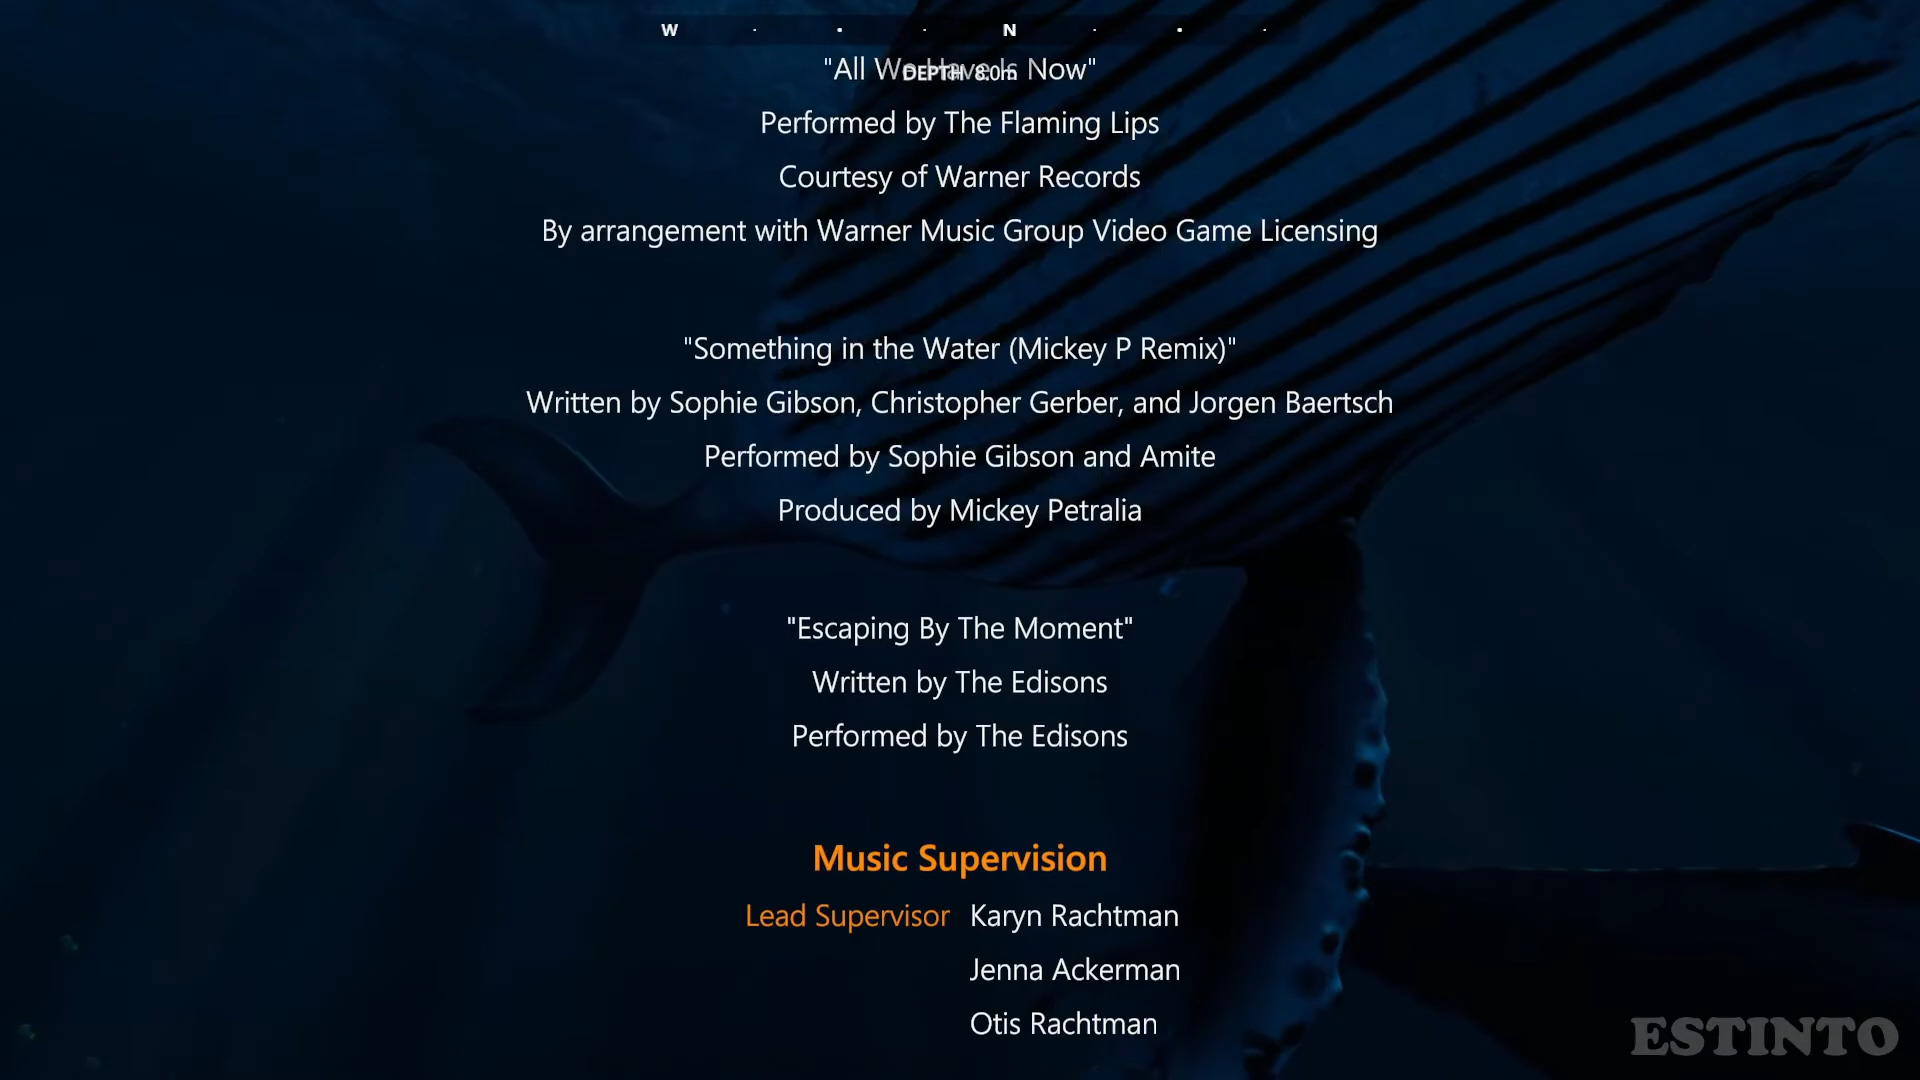 W N
"All We Have Is Now"
DEPTH 8.0m
Performed by The Flaming Lips
Courtesy of Warner Records
By arrangement with Warner Music Group Video Game Licensing
"Something in the Water (Mickey P Remix)"
Written by Sophie Gibson, Christopher Gerber, and Jorgen Baertsch
Performed by Sophie Gibson and Amite
Produced by Mickey Petralia
"Escaping By The Moment"
Written by The Edisons
Performed by The Edisons
Music Supervision
Lead Supervisor Karyn Rachtman
Jenna Ackerman
Otis Rachtman
ESTINTO